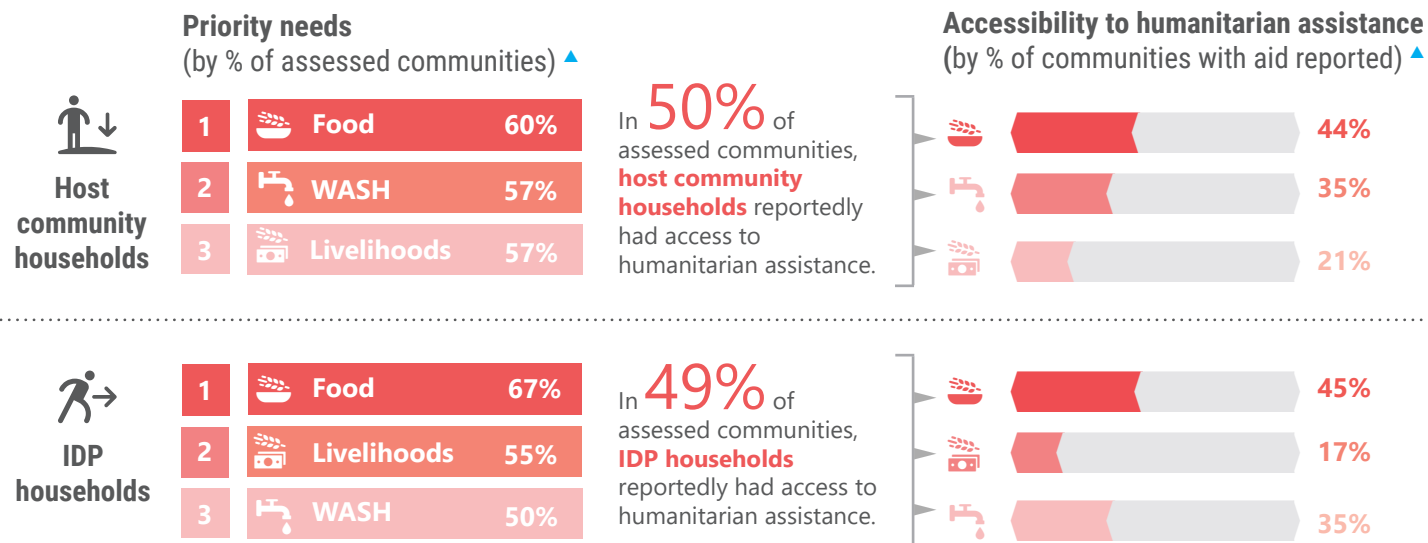 Priority needs
(by % of assessed communities) ▲
Accessibility to humanitarian assistance
(by % of communities with aid reported) ▲
Host
community
households
1 Food 60%
2 WASH 57%
3 Livelihoods 57%
In 50% of
assessed communities,
host community
households reportedly
had access to
humanitarian assistance.
44%
35%
21%
IDP
households
1 Food 67%
2 Livelihoods 55%
3 WASH 50%
In 49% of
assessed communities,
IDP households
reportedly had access to
humanitarian assistance.
45%
17%
35%